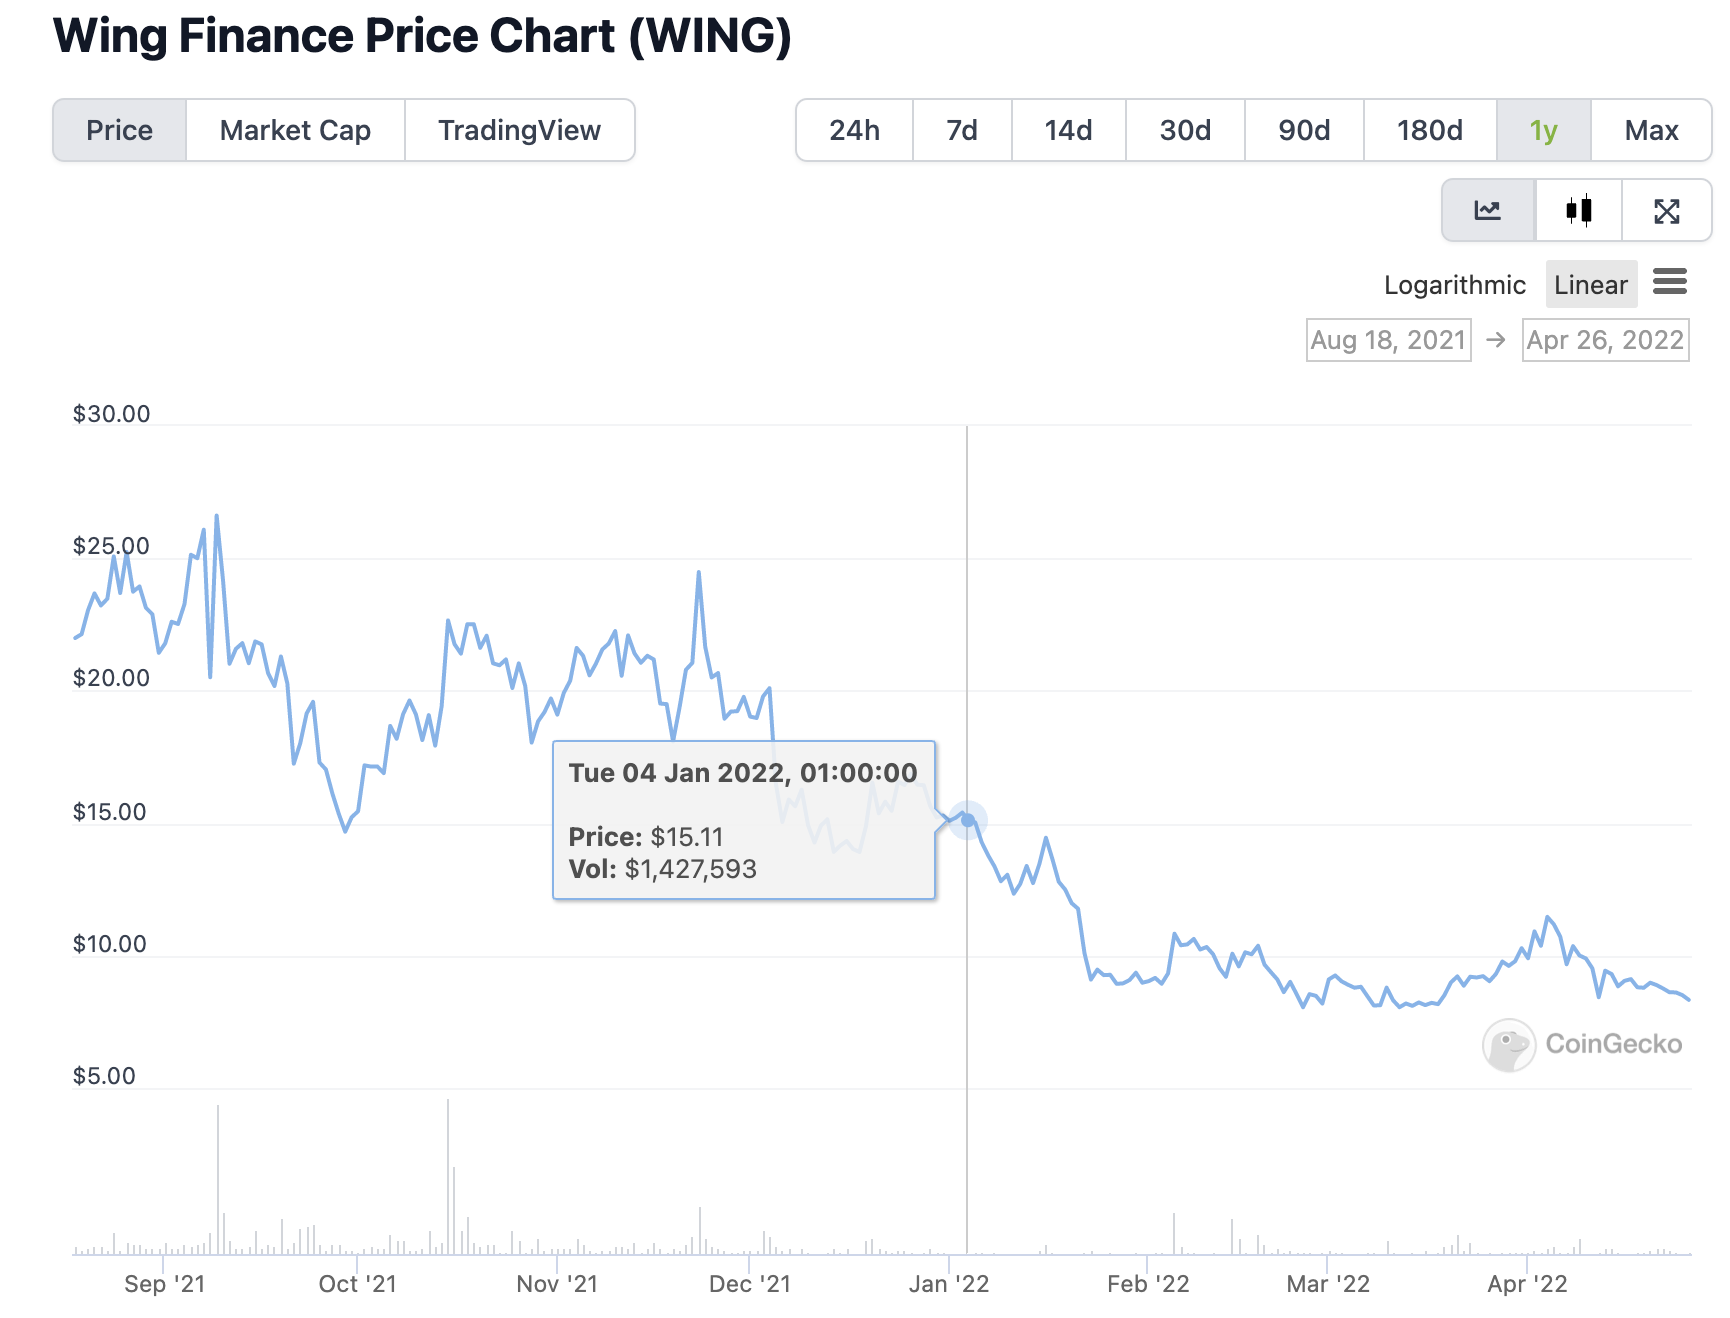 Wing Finance Price Chart (WING)
Price Market Cap TradingView 24h 7d 14d 30d 90d 180d 1y Max
Logarithmic Linear
Aug 18, 2021 → Apr 26, 2022
$30.00
$25.00
$20.00
$15.00
$10.00
$5.00
Tue 04 Jan 2022, 01:00:00
Price: $15.11
Vol: $1,427,593
CoinGecko
Sep '21 Oct '21 Nov '21 Dec '21 Jan '22 Feb '22 Mar '22 Apr '22